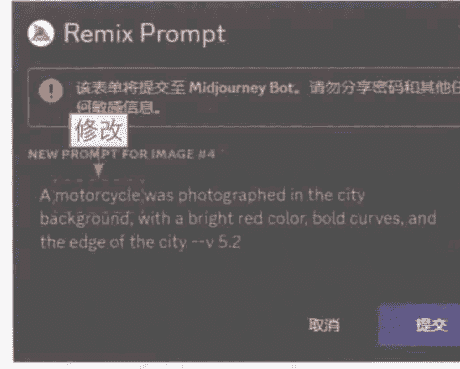 Remix Prompt
该表单将提交至 Midjourney Bot。请勿分享密码和其他任
何敏感信息。
修改
NEW PROMPT FOR IMAGE #4
A motorcycle was photographed in the city
background, with a bright red color, bold curves, and
the edge of the city --v 5.2
取消
提交